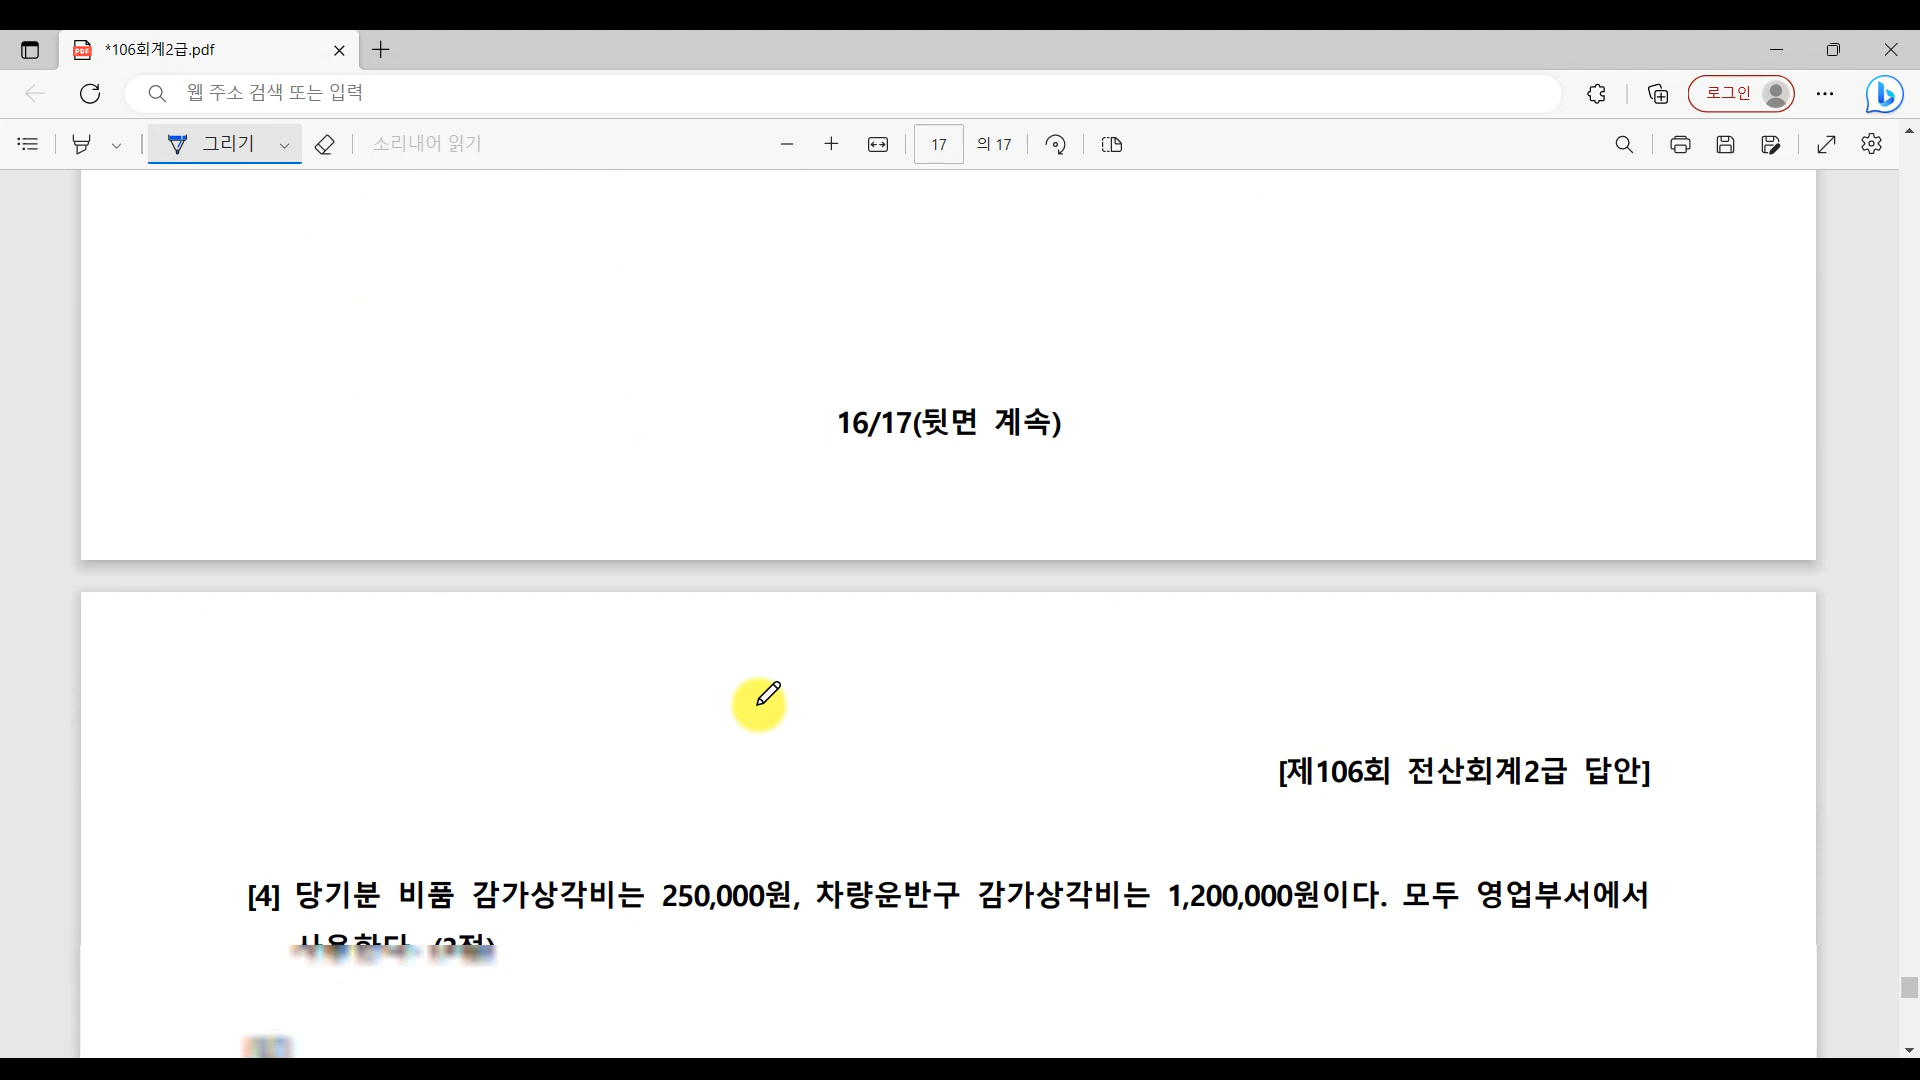 *106회계2급.pdf
웹 주소 검색 또는 입력
로그인
그리기
소리내어 읽기
17
의 17
16/17(뒷면 계속)
[제106회 전산회계2급 답안]
[4] 당기분 비품 감가상각비는 250,000원, 차량운반구 감가상각비는 1,200,000원이다. 모두 영업부서에서